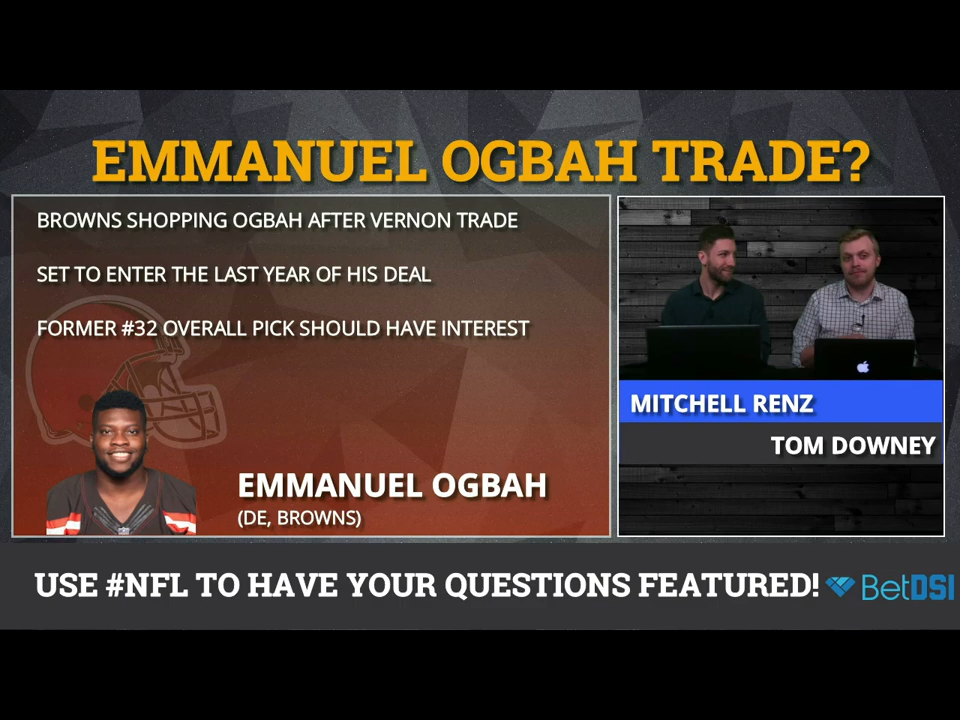 EMMANUEL OGBAH TRADE?
BROWNS SHOPPING OGBAH AFTER VERNON TRADE
SET TO ENTER THE LAST YEAR OF HIS DEAL
FORMER #32 OVERALL PICK SHOULD HAVE INTEREST
EMMANUEL OGBAH
(DE, BROWNS)
MITCHELL RENZ
TOM DOWNEY
USE #NFL TO HAVE YOUR QUESTIONS FEATURED!
BetDSI